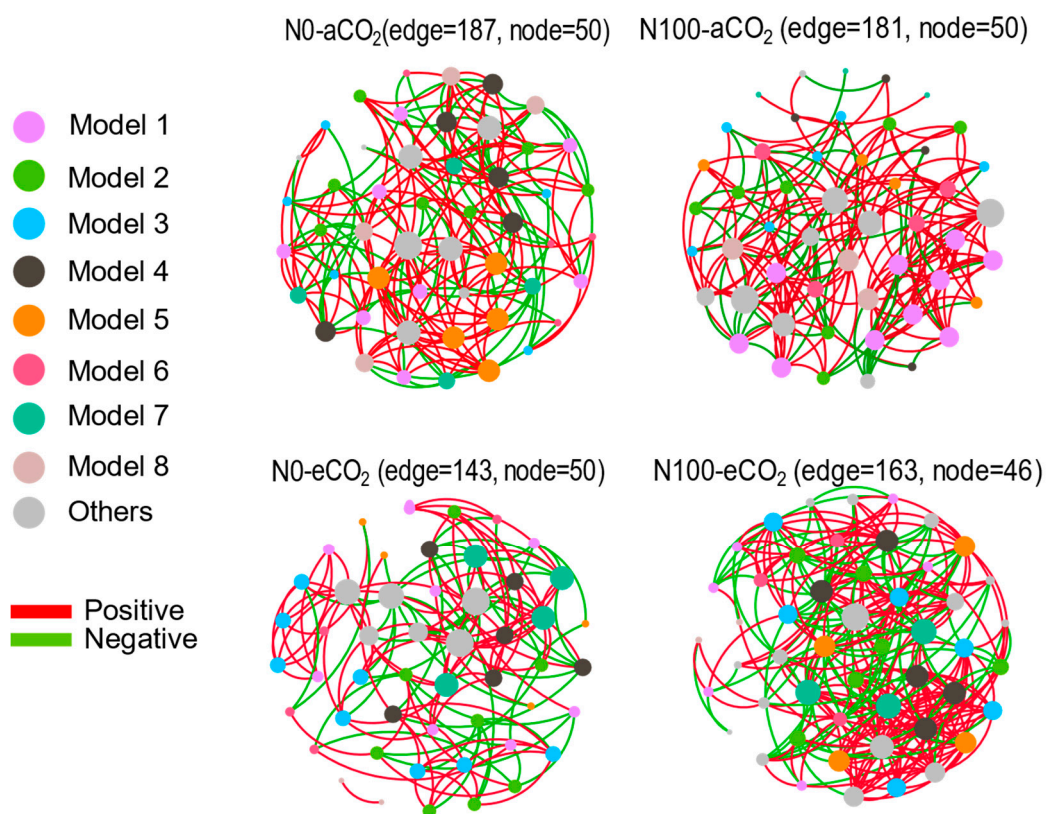 N0-aCO₂(edge=187, node=50)
N100-aCO₂ (edge=181, node=50)
Model 1
Model 2
Model 3
Model 4
Model 5
Model 6
Model 7
Model 8
Others
Positive
Negative
N0-eCO₂ (edge=143, node=50)
N100-eCO₂ (edge=163, node=46)